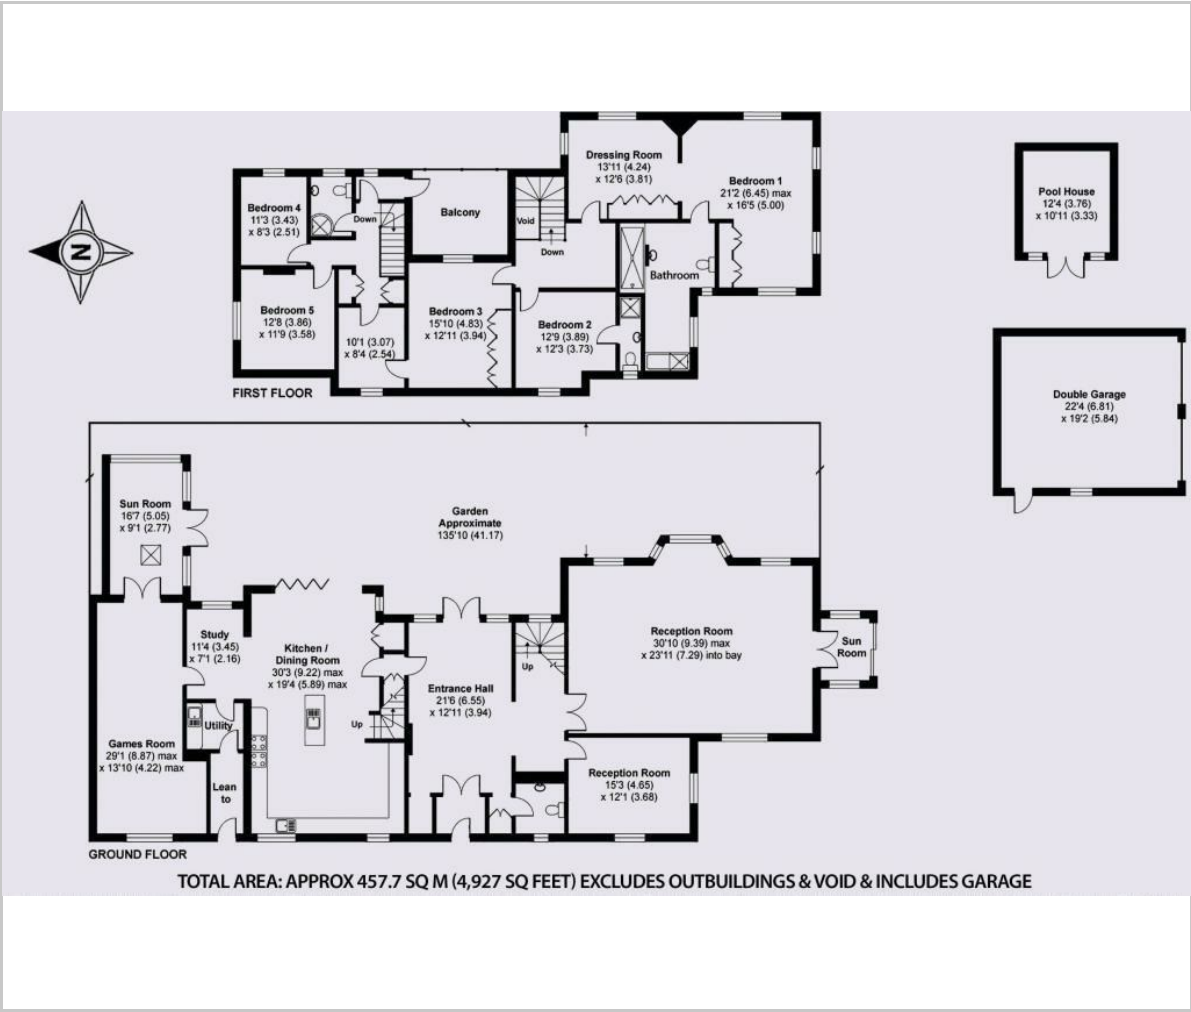 Dressing Room
13'11 (4.24)
x 12'6 (3.81)
Bedroom 1
21'2 (6.45) max
x 16'5 (5.00)
Pool House
12'4 (3.76)
x 10'11 (3.33)
Bedroom 4
11'3 (3.43)
x 8'3 (2.51)
Down
Balcony
Void
Down
N
Bathroom
Bedroom 5
12'8 (3.86)
x 11'9 (3.58)
10'1 (3.07)
x 8'4 (2.54)
Bedroom 3
15'10 (4.83)
x 12'11 (3.94)
Bedroom 2
12'9 (3.89)
x 12'3 (3.73)
FIRST FLOOR
Double Garage
22'4 (6.81)
x 19'2 (5.84)
Sun Room
16'7 (5.05)
x 9'1 (2.77)
Garden
Approximate
135'10 (41.17)
Study
11'4 (3.45)
x 7'1 (2.16)
Kitchen /
Dining Room
30'3 (9.22) max
x 19'4 (5.89) max
Up
Entrance Hall
21'6 (6.55)
x 12'11 (3.94)
Up
Reception Room
30'10 (9.39) max
x 23'11 (7.29) into bay
Sun
Room
Utility
Games Room
29'1 (8.87) max
x 13'10 (4.22) max
Lean
to
Reception Room
15'3 (4.65)
x 12'1 (3.68)
GROUND FLOOR
TOTAL AREA: APPROX 457.7 SQ M (4,927 SQ FEET) EXCLUDES OUTBUILDINGS & VOID & INCLUDES GARAGE